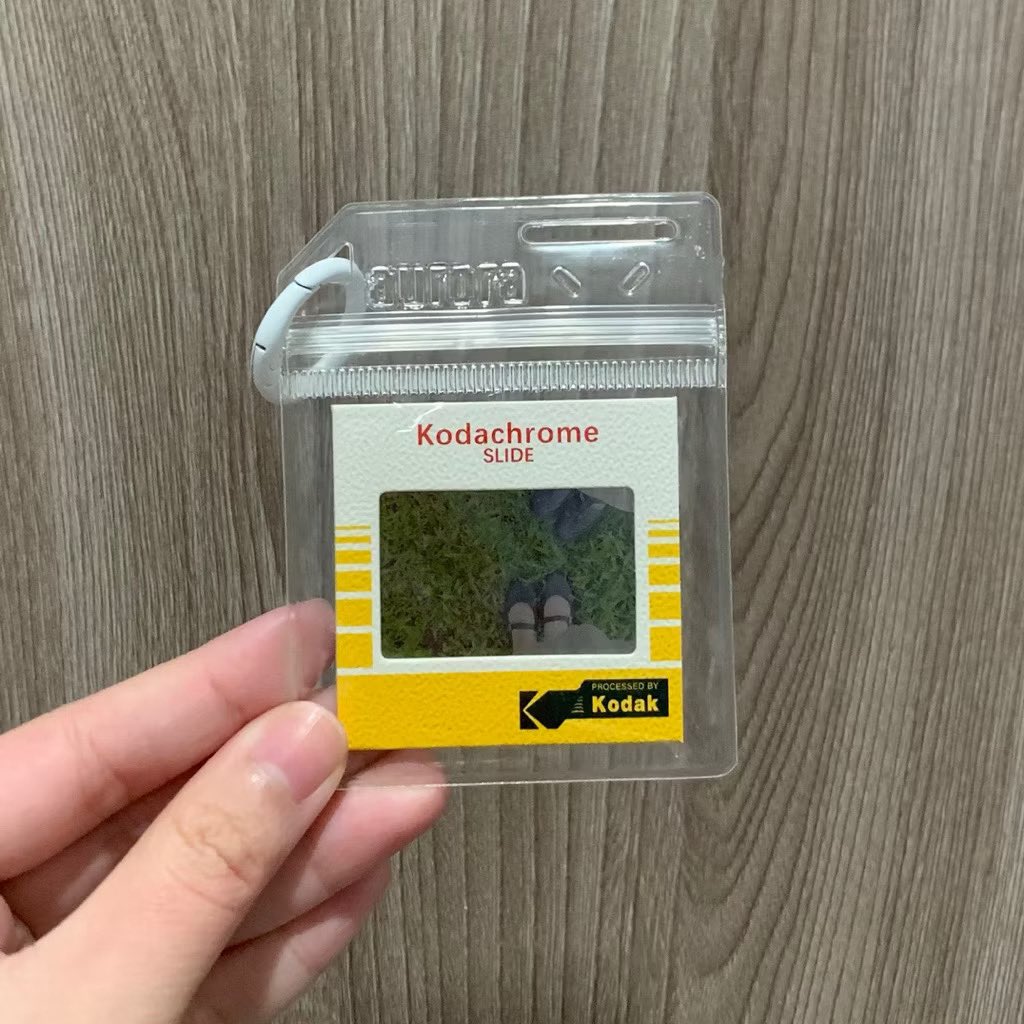 aurora
Kodachrome
SLIDE
PROCESSED BY
Kodak